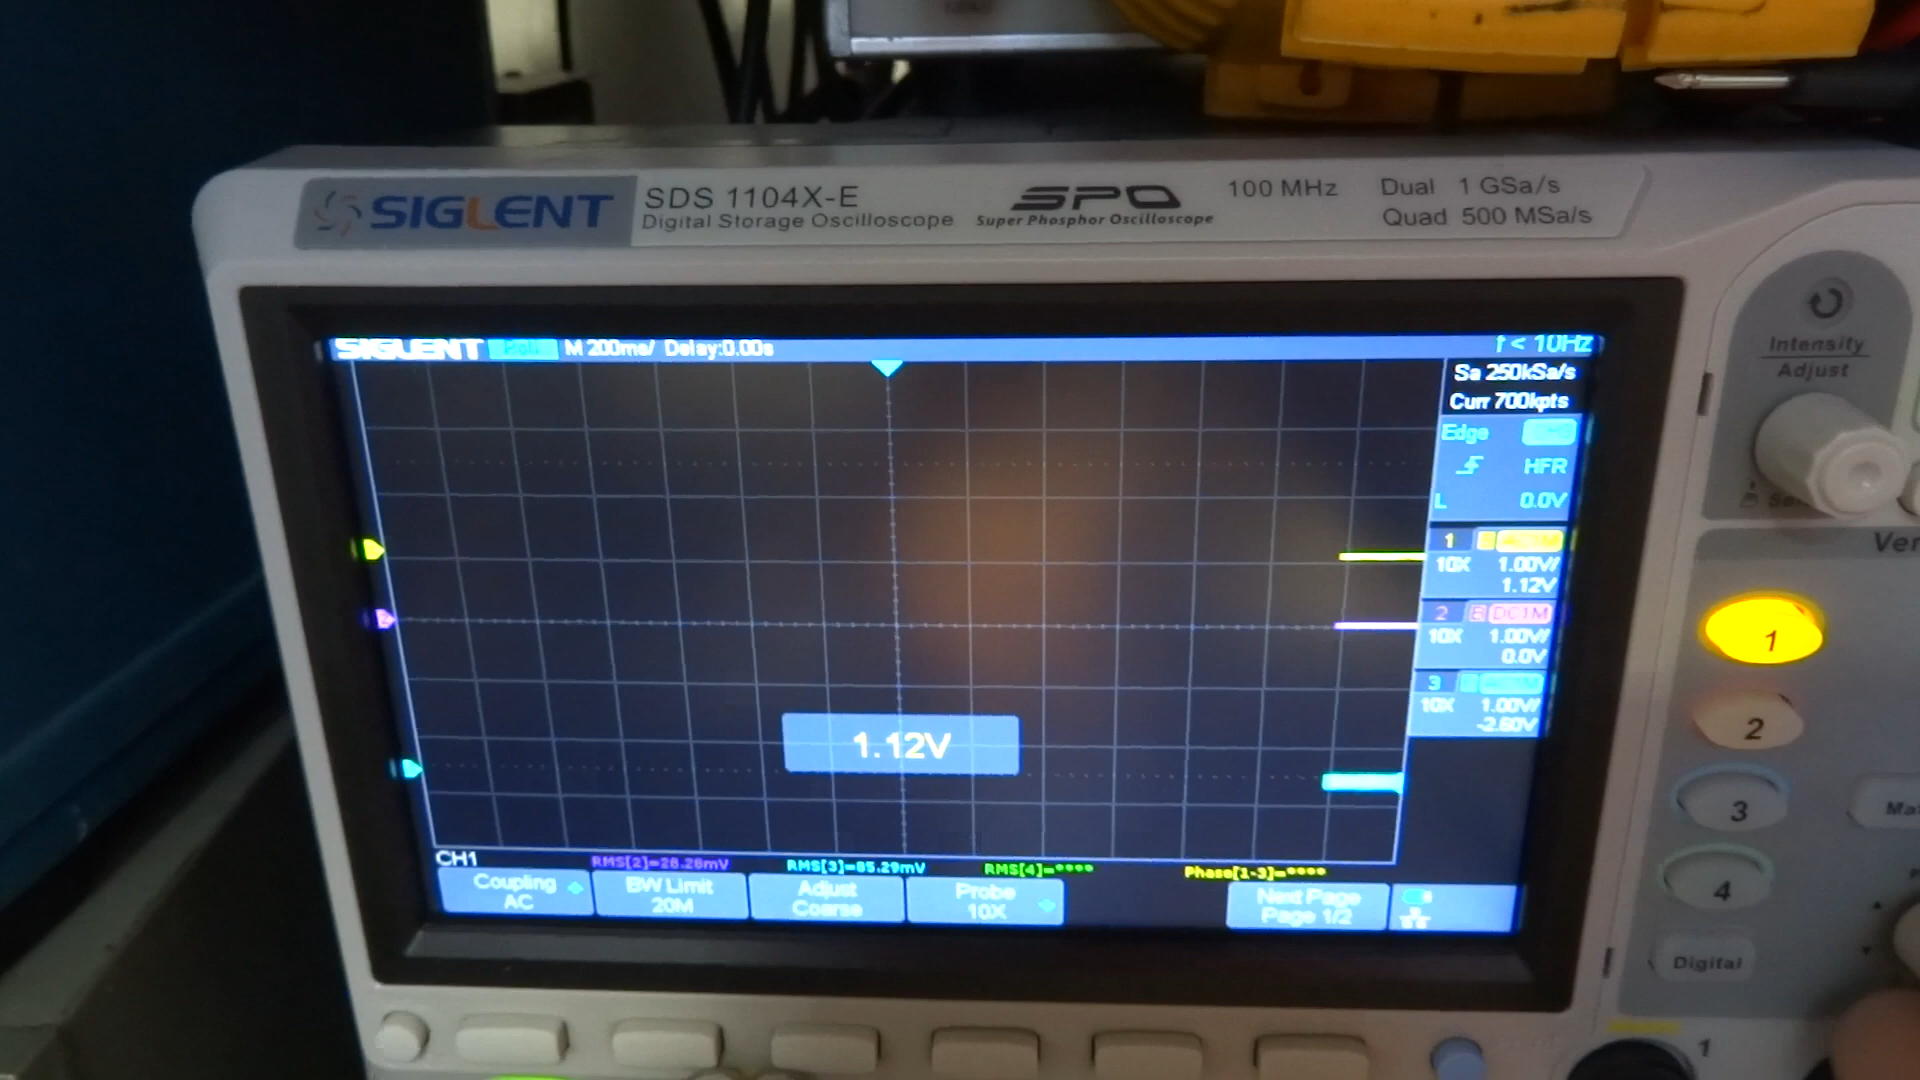 SIGLENT
SDS 1104X-E
Digital Storage Oscilloscope
SPO
Super Phosphor Oscilloscope
100 MHz
Dual 1 GSa/s
Quad 500 MSa/s
Intensity
Adjust
SIGLENT M 200ms/ Delay:0.00s f < 10Hz
Sa 250kSa/s
Curr 700kpts
Edge
HFR
L 0.0V
1
10X 1.00V/
1.12V
2 B DC1M
10X 1.00V/
0.0V
3
10X 1.00V/
-2.60V
2
1.12V
CH1 RMS[2]=28.28mV RMS[3]=85.29mV RMS[4]=**** Phase[1-3]=****
Coupling
AC
BW Limit
20M
Adjust
Coarse
Probe
10X
Next Page
Page 1/2
1
2
3
4
Digital
1